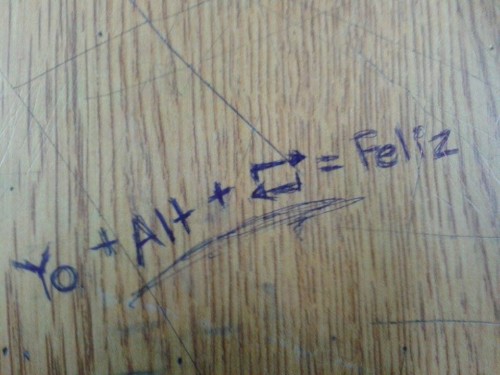 Yo + Alt + ⇄ = Feliz